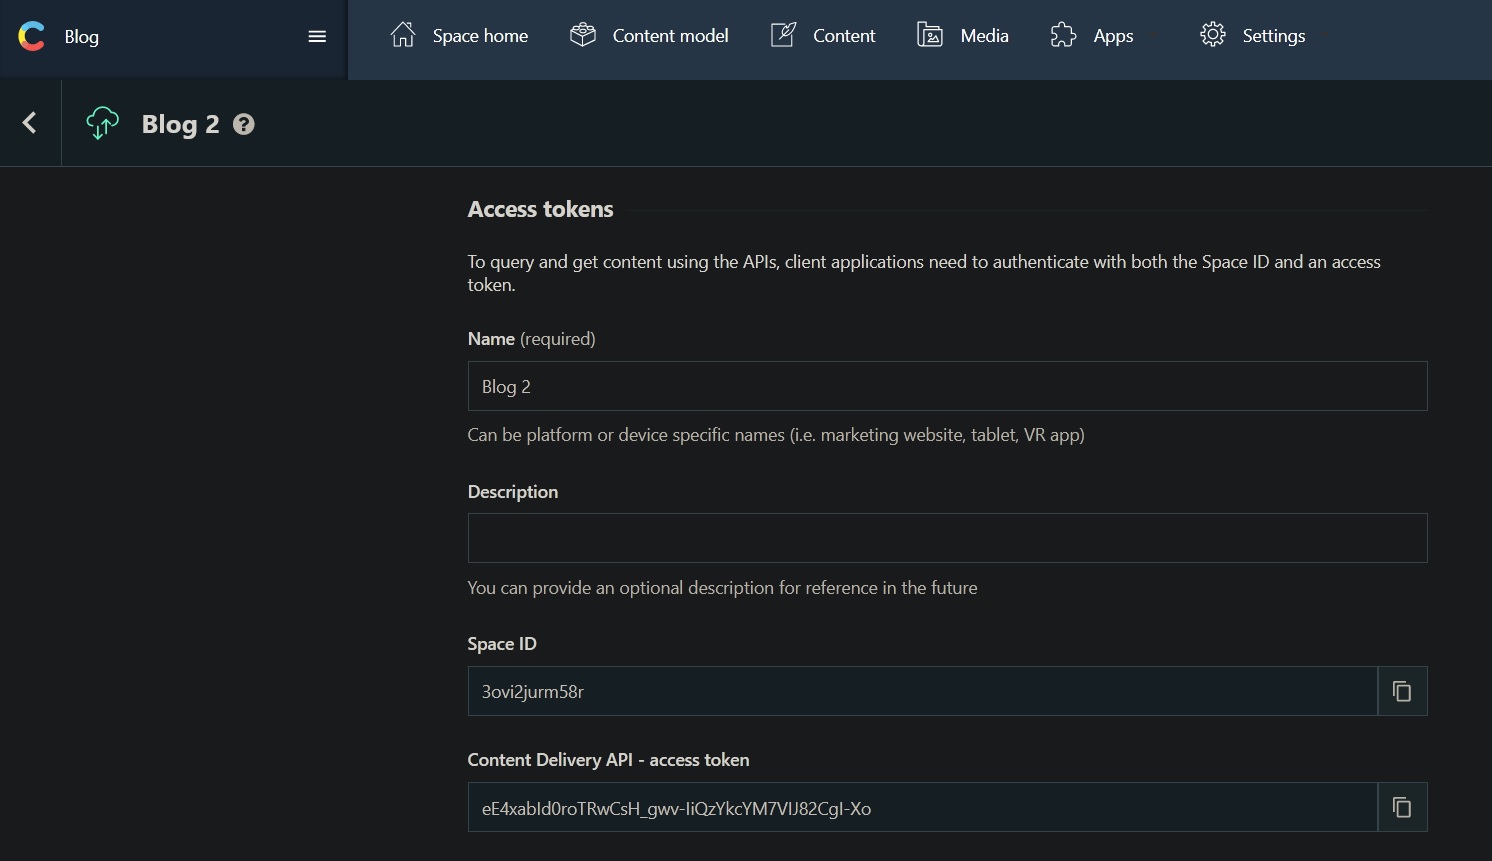 Blog
Space home
Content model
Content
Media
Apps
Settings
Blog 2
Access tokens
To query and get content using the APIs, client applications need to authenticate with both the Space ID and an access
token.
Name (required)
Blog 2
Can be platform or device specific names (i.e. marketing website, tablet, VR app)
Description
You can provide an optional description for reference in the future
Space ID
3ovi2jurm58r
Content Delivery API - access token
eE4xabId0roTRwCsH_gwv-IiQzYkcYM7VIJ82CgI-Xo